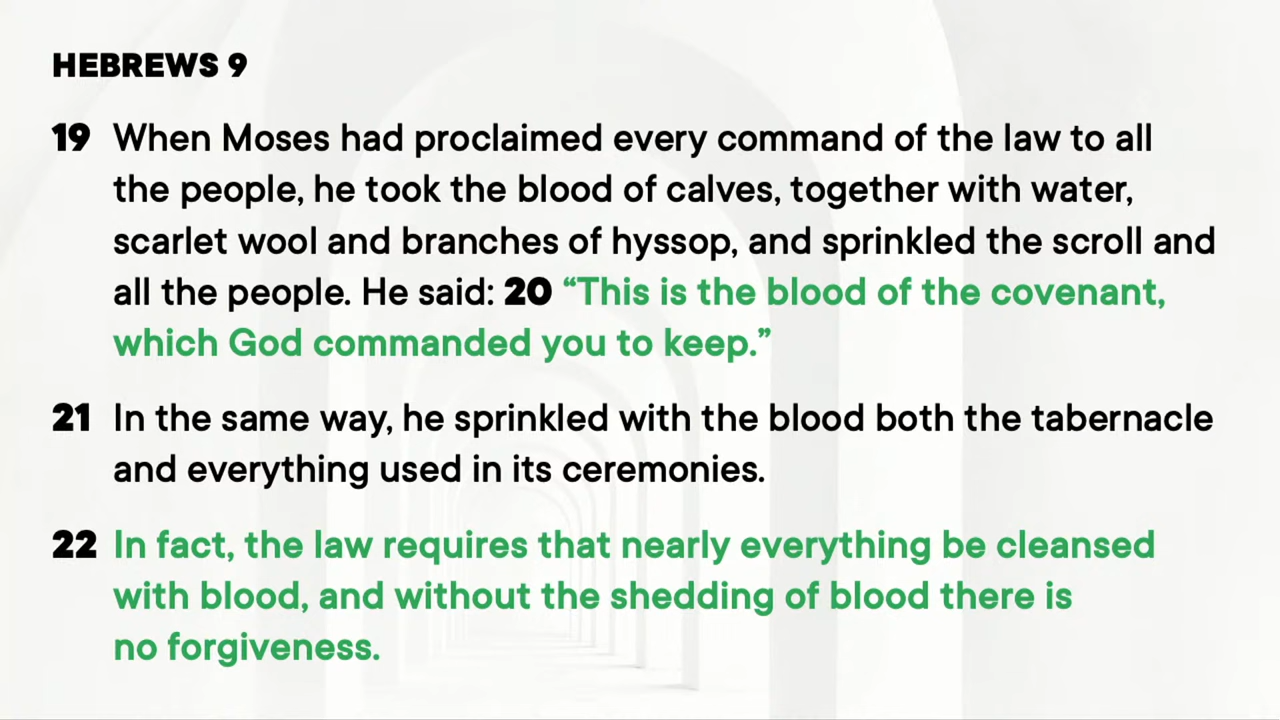 HEBREWS 9
19 When Moses had proclaimed every command of the law to all
the people, he took the blood of calves, together with water,
scarlet wool and branches of hyssop, and sprinkled the scroll and
all the people. He said: 20 “This is the blood of the covenant,
which God commanded you to keep.”
21 In the same way, he sprinkled with the blood both the tabernacle
and everything used in its ceremonies.
22 In fact, the law requires that nearly everything be cleansed
with blood, and without the shedding of blood there is
no forgiveness.